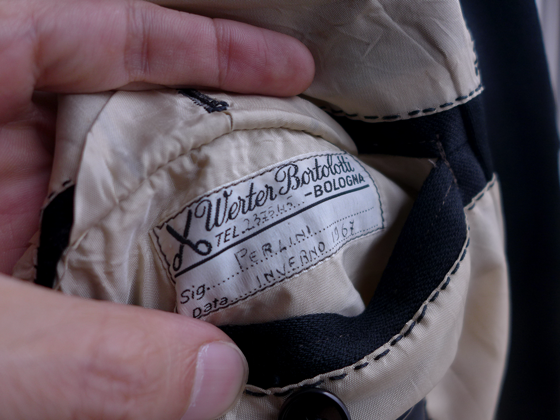 Werter Bortolotti
-BOLOGNA
TEL.
Sig. PERLINI
Data INVERNO 1967